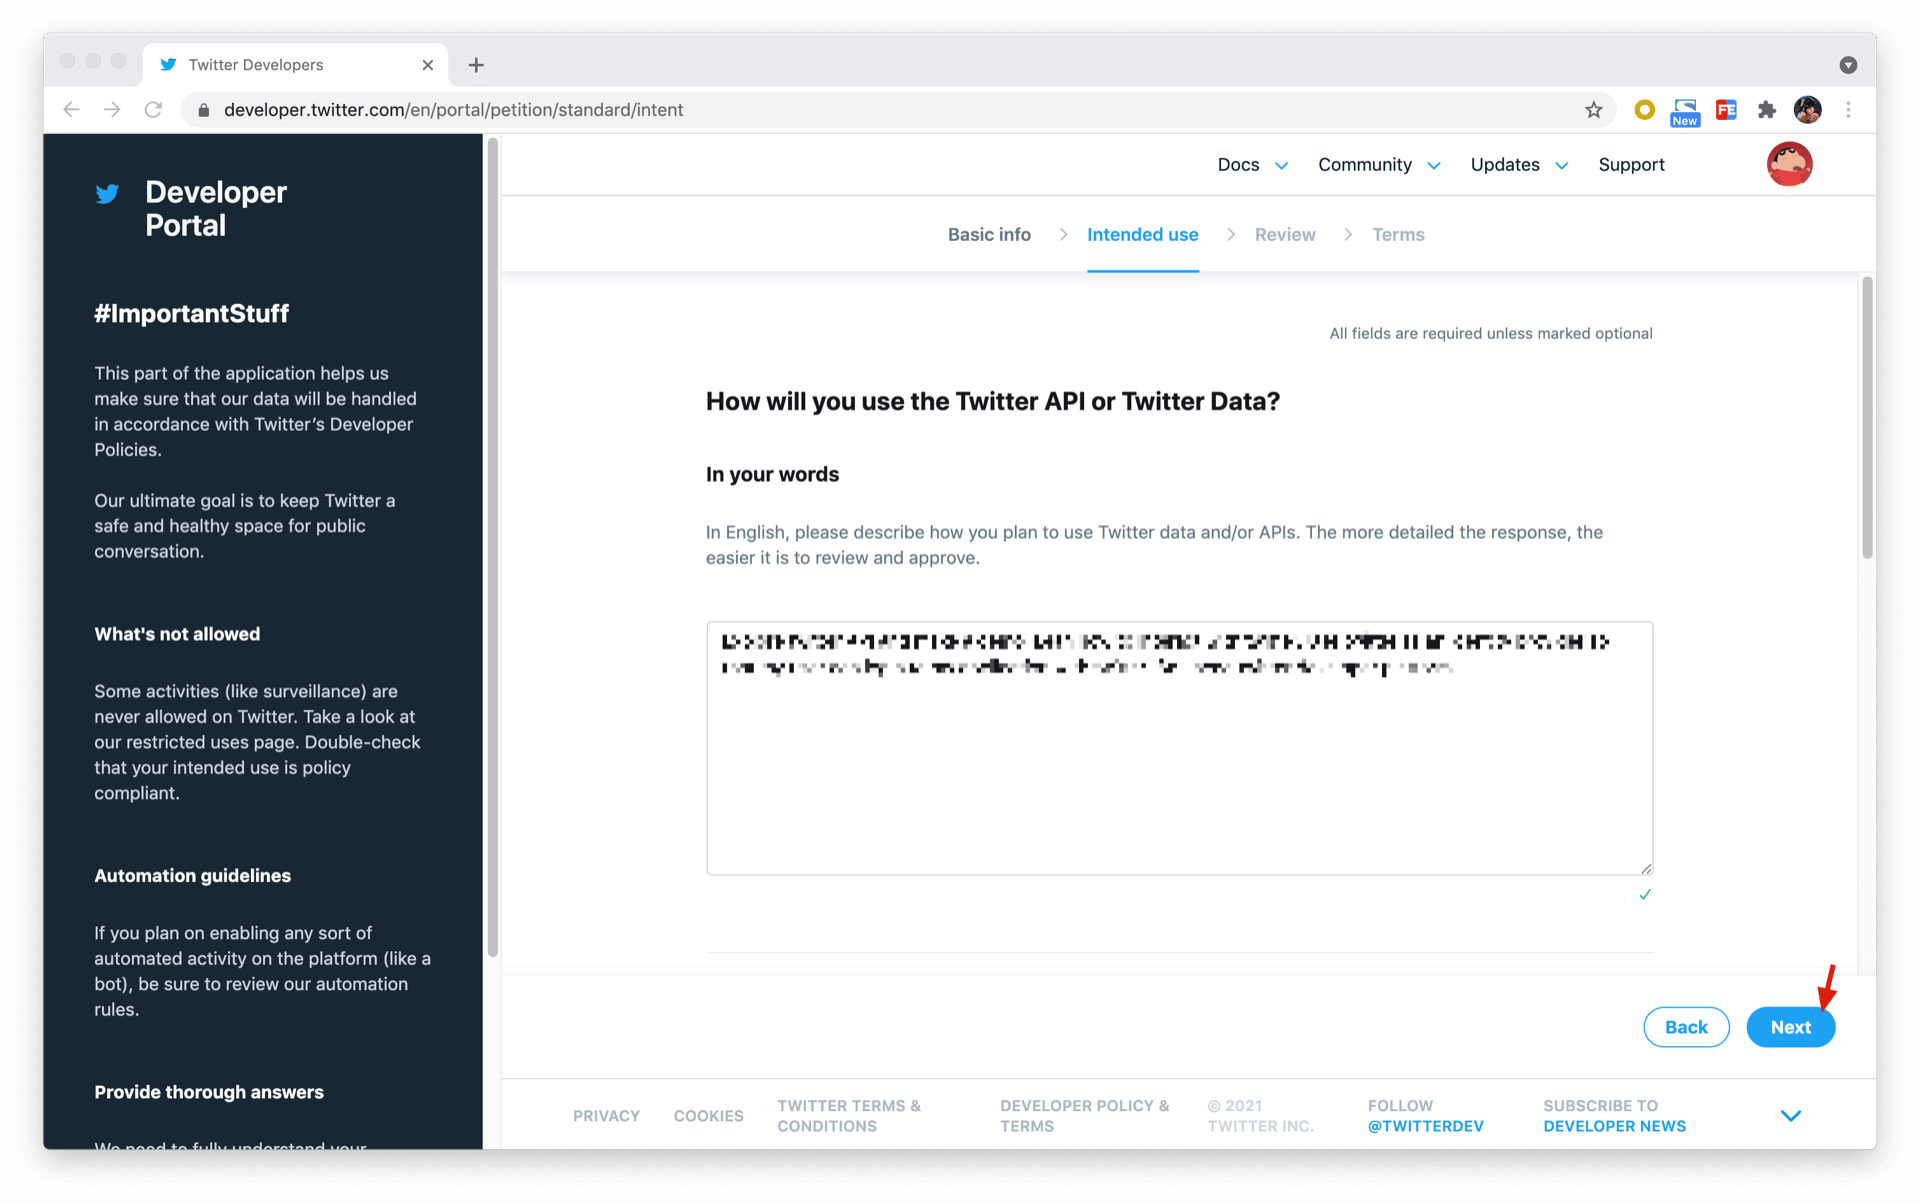 Twitter Developers
developer.twitter.com/en/portal/petition/standard/intent
New
FE
Developer
Portal
#ImportantStuff
This part of the application helps us
make sure that our data will be handled
in accordance with Twitter's Developer
Policies.
Our ultimate goal is to keep Twitter a
safe and healthy space for public
conversation.
What's not allowed
Some activities (like surveillance) are
never allowed on Twitter. Take a look at
our restricted uses page. Double-check
that your intended use is policy
compliant.
Automation guidelines
If you plan on enabling any sort of
automated activity on the platform (like a
bot), be sure to review our automation
rules.
Provide thorough answers
We need to fully understand your
Docs Community Updates Support
Basic info Intended use Review Terms
All fields are required unless marked optional
How will you use the Twitter API or Twitter Data?
In your words
In English, please describe how you plan to use Twitter data and/or APIs. The more detailed the response, the
easier it is to review and approve.
Back Next
PRIVACY COOKIES TWITTER TERMS & CONDITIONS DEVELOPER POLICY & TERMS © 2021 TWITTER INC. FOLLOW @TWITTERDEV SUBSCRIBE TO DEVELOPER NEWS